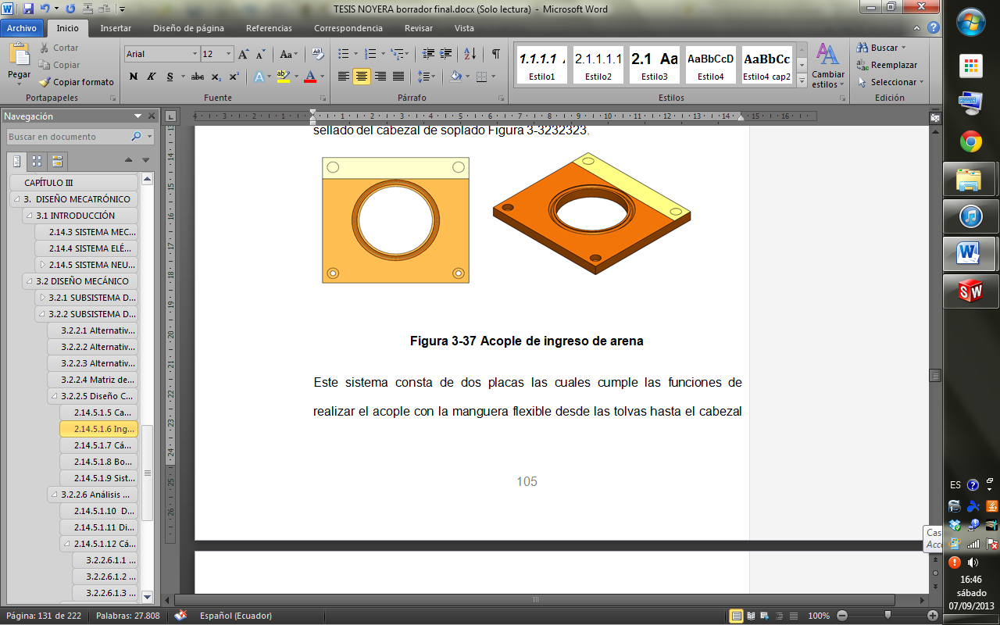 TESIS NOYERA borrador final.docx (Solo lectura) - Microsoft Word
Archivo Inicio Insertar Diseño de página Referencias Correspondencia Revisar Vista
Pegar
Cortar
Copiar
Copiar formato
Portapapeles
Arial 12
N K S abc x₂ x²
Fuente
Párrafo
1.1.1.1 2.1.1.1.1 2.1 Aa AaBbCcD AaBbCc
Estilo1 Estilo2 Estilo3 Estilo4 Estilo4 cap2
Cambiar estilos
Estilos
Buscar
Reemplazar
Seleccionar
Edición
Navegación
Buscar en documento
CAPÍTULO III
3. DISEÑO MECATRÓNICO
3.1 INTRODUCCIÓN
2.14.3 SISTEMA MEC...
2.14.4 SISTEMA ELÉ...
2.14.5 SISTEMA NEU...
3.2 DISEÑO MECÁNICO
3.2.1 SUBSISTEMA D...
3.2.2 SUBSISTEMA D...
3.2.2.1 Alternativ...
3.2.2.2 Alternativ...
3.2.2.3 Alternativ...
3.2.2.4 Matriz de...
3.2.2.5 Diseño C...
2.14.5.1.5 Ca...
2.14.5.1.6 Ing...
2.14.5.1.7 Cá...
2.14.5.1.8 Bo...
2.14.5.1.9 Sist...
3.2.2.6 Análisis ...
2.14.5.1.10 D...
2.14.5.1.11 Di...
2.14.5.1.12 Cá...
3.2.2.6.1.1 ...
3.2.2.6.1.2 ...
3.2.2.6.1.3 ...
sellado del cabezal de soplado Figura 3-3232323.
Figura 3-37 Acople de ingreso de arena
Este sistema consta de dos placas las cuales cumple las funciones de
realizar el acople con la manguera flexible desde las tolvas hasta el cabezal
105
Cas
Acce
ES
16:46
sábado
07/09/2013
Página: 131 de 222 Palabras: 27.808 Español (Ecuador) 100%